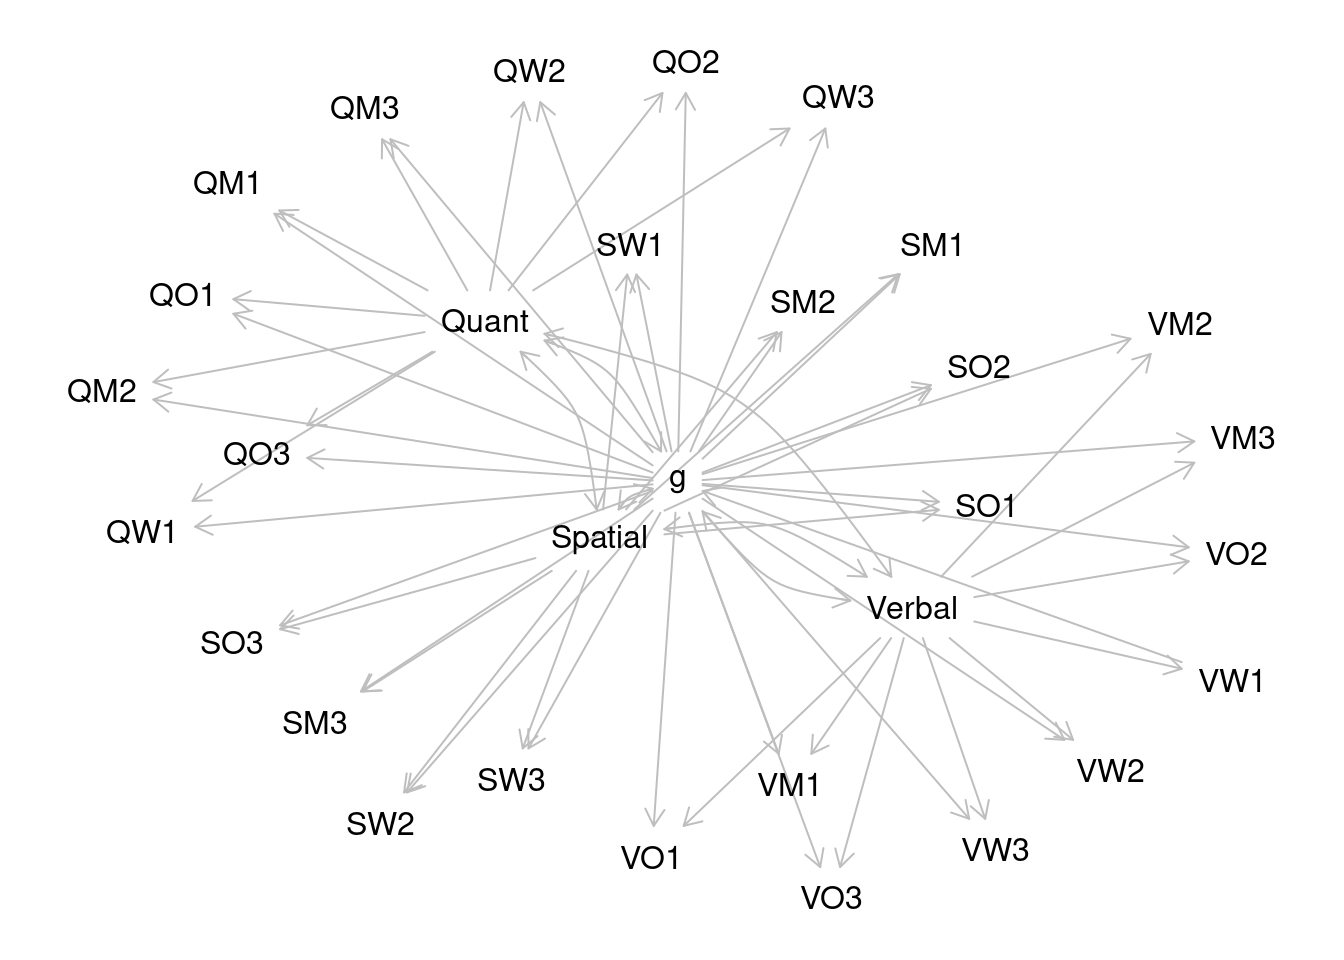 QO2
QW2
QW3
QM3
QM1
SW1
SM1
QO1
SM2
Quant
VM2
SO2
QM2
VM3
QO3
g
SO1
QW1
Spatial
VO2
Verbal
SO3
VW1
SM3
VW2
SW3
VM1
SW2
VW3
VO1
VO3